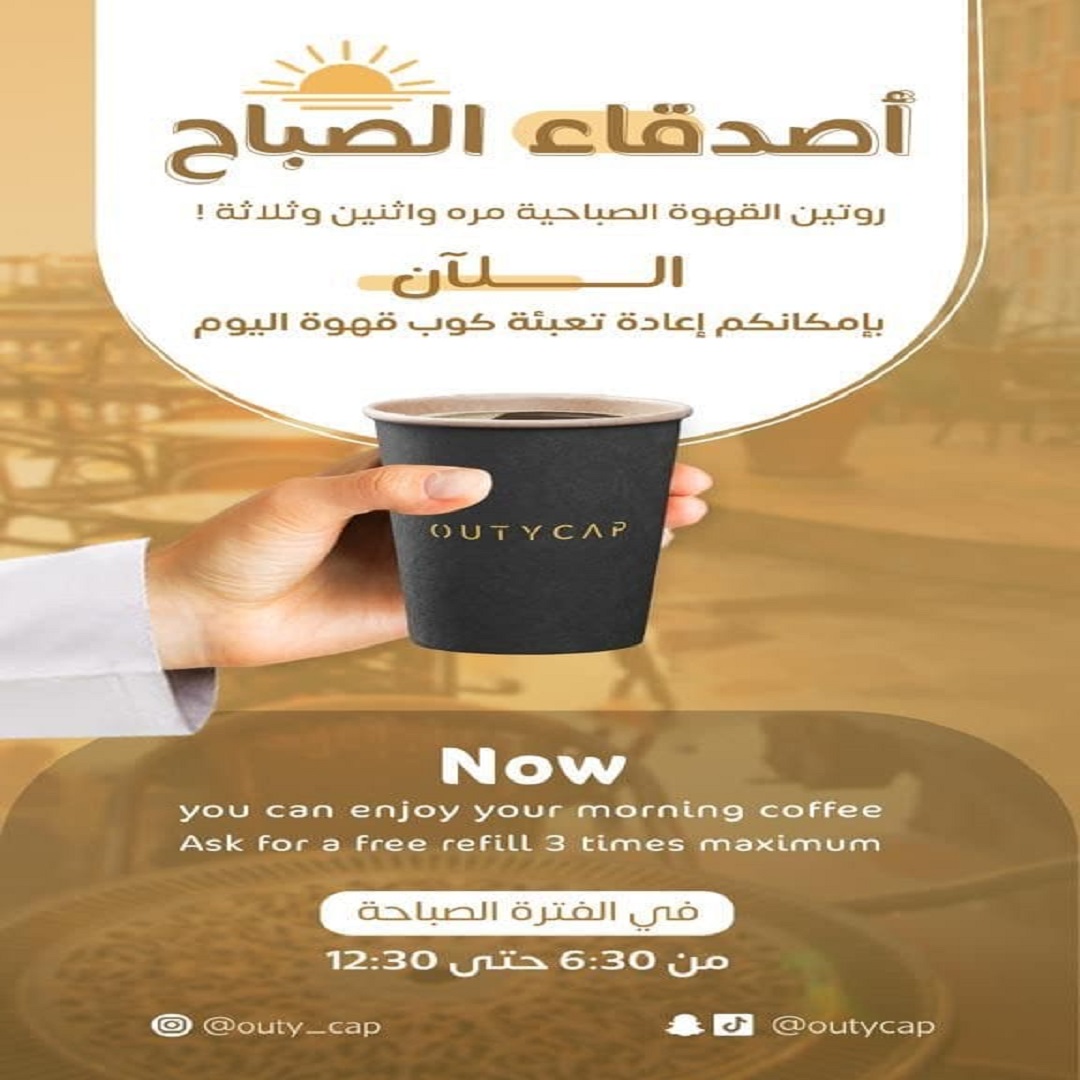 أصدقاء الصباح
روتين القهوة الصباحية مره واثنين وثلاثة !
الـــــلآن
بإمكانكم إعادة تعبئة كوب قهوة اليوم
OUTYCAP
Now
you can enjoy your morning coffee
Ask for a free refill 3 times maximum
في الفترة الصباحة
من 6:30 حتى 12:30
@outy_cap
@outycap